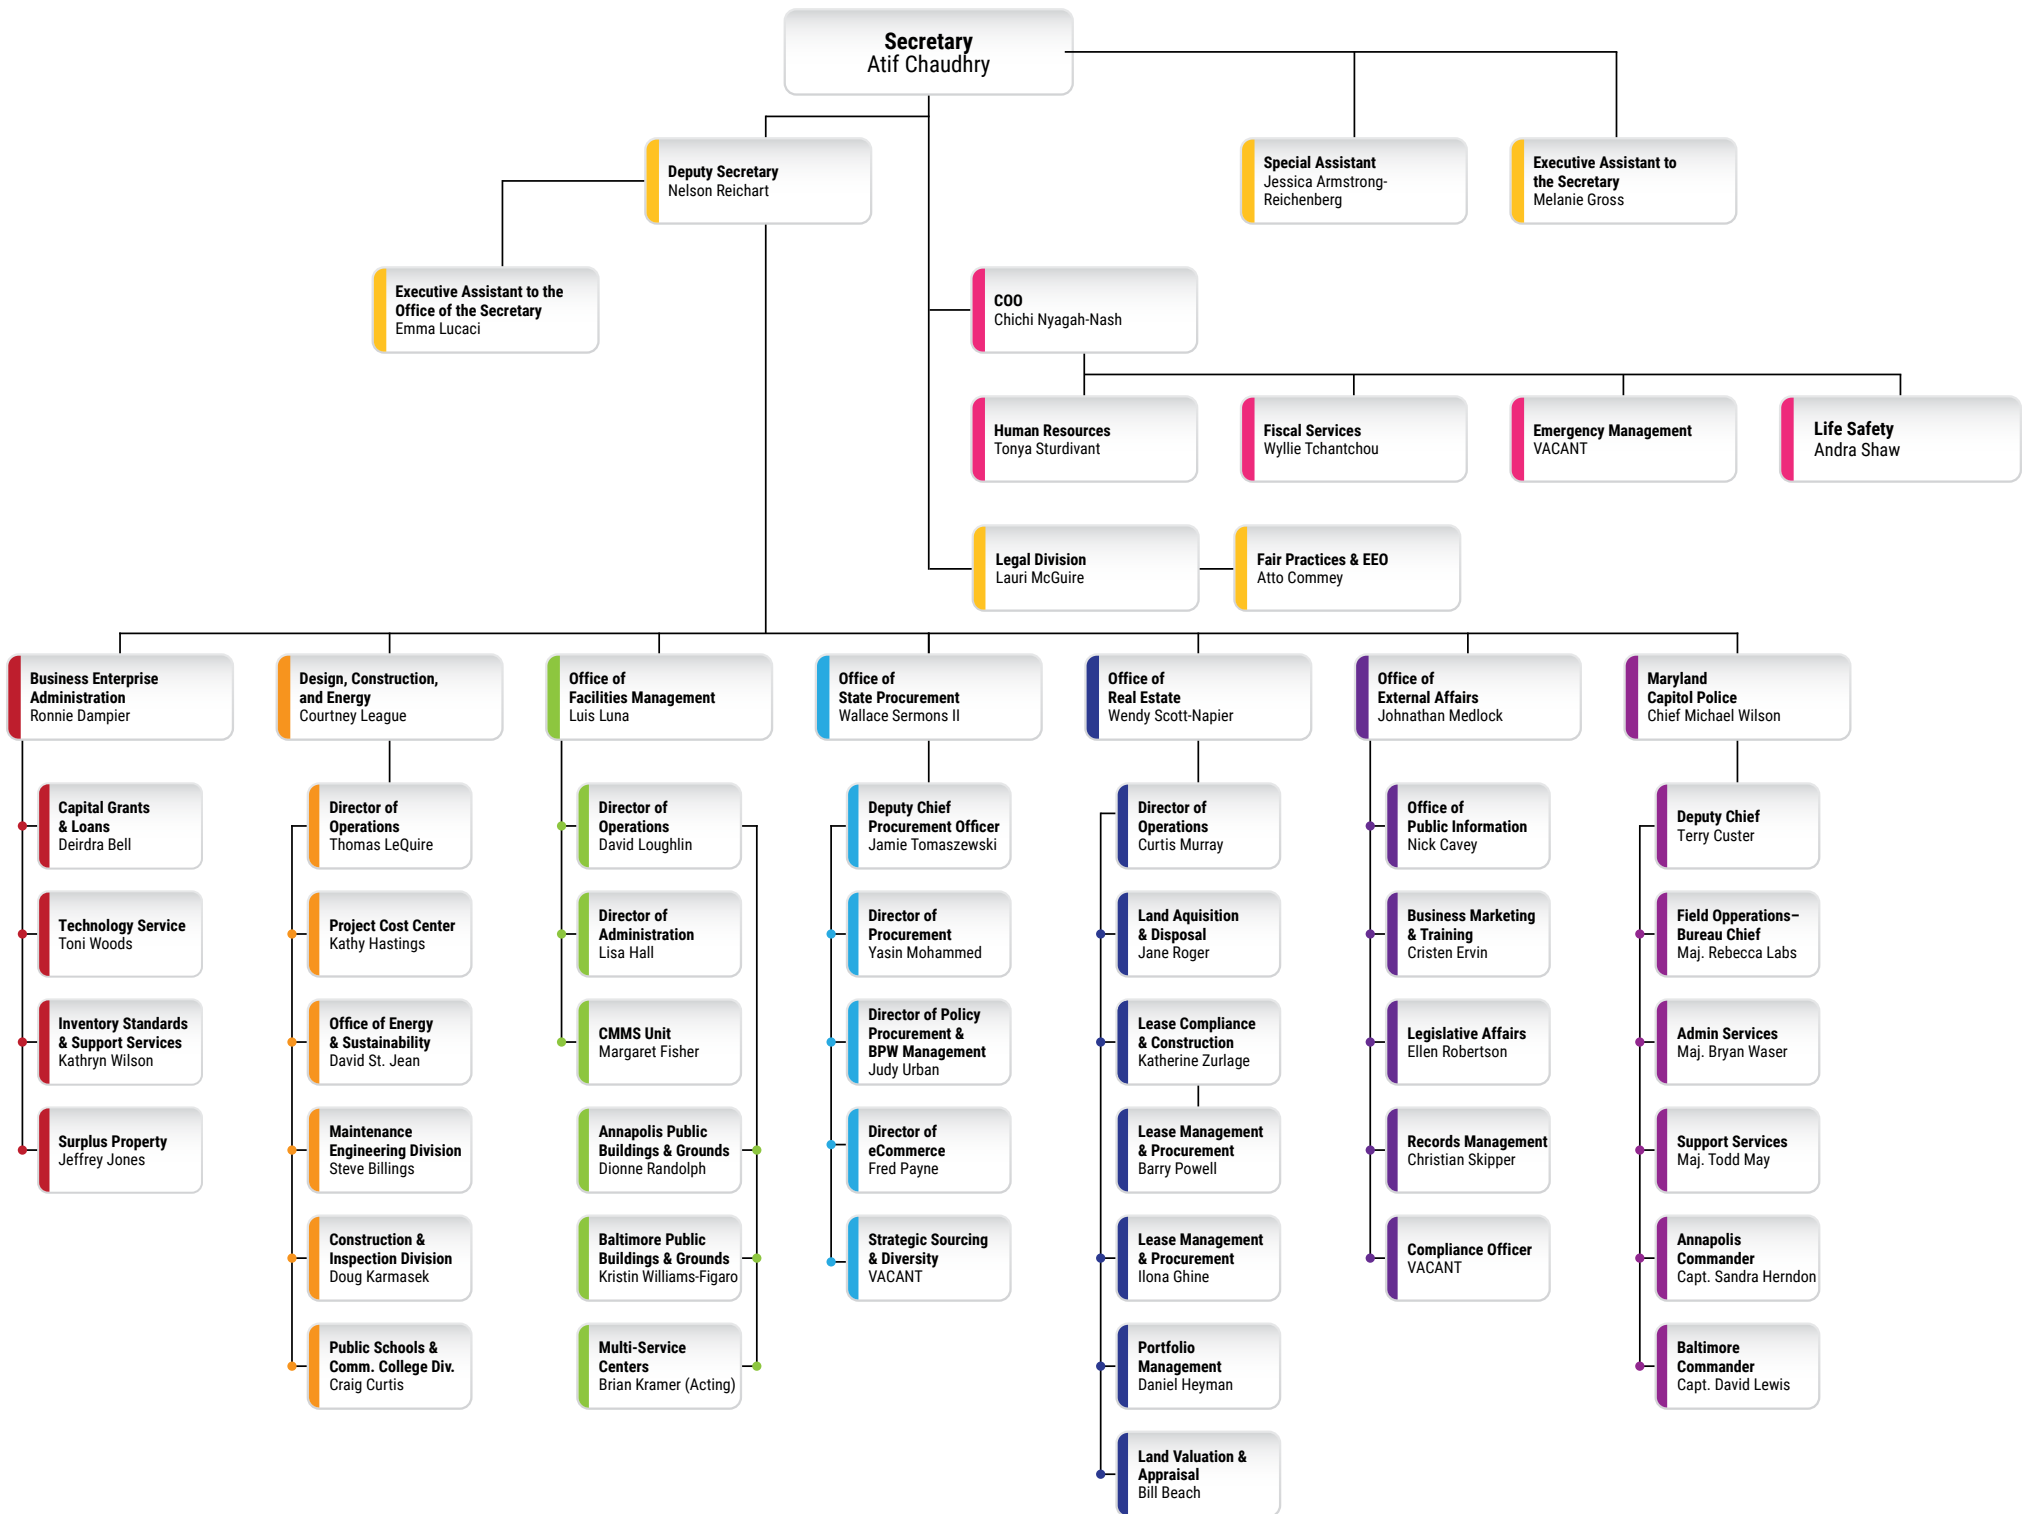 Secretary
Atif Chaudhry
Deputy Secretary
Nelson Reichart
Special Assistant
Jessica Armstrong-
Reichenberg
Executive Assistant to
the Secretary
Melanie Gross
Executive Assistant to the
Office of the Secretary
Emma Lucaci
COO
Chichi Nyagah-Nash
Human Resources
Tonya Sturdivant
Fiscal Services
Wyllie Tchantchou
Emergency Management
VACANT
Life Safety
Andra Shaw
Legal Division
Lauri McGuire
Fair Practices & EEO
Atto Commey
Business Enterprise
Administration
Ronnie Dampier
Design, Construction,
and Energy
Courtney League
Office of
Facilities Management
Luis Luna
Office of
State Procurement
Wallace Sermons II
Office of
Real Estate
Wendy Scott-Napier
Office of
External Affairs
Johnathan Medlock
Maryland
Capitol Police
Chief Michael Wilson
Capital Grants
& Loans
Deirdra Bell
Technology Service
Toni Woods
Inventory Standards
& Support Services
Kathryn Wilson
Surplus Property
Jeffrey Jones
Director of
Operations
Thomas LeQuire
Project Cost Center
Kathy Hastings
Office of Energy
& Sustainability
David St. Jean
Maintenance
Engineering Division
Steve Billings
Construction &
Inspection Division
Doug Karmasek
Public Schools &
Comm. College Div.
Craig Curtis
Director of
Operations
David Loughlin
Director of
Administration
Lisa Hall
CMMS Unit
Margaret Fisher
Annapolis Public
Buildings & Grounds
Dionne Randolph
Baltimore Public
Buildings & Grounds
Kristin Williams-Figaro
Multi-Service
Centers
Brian Kramer (Acting)
Deputy Chief
Procurement Officer
Jamie Tomaszewski
Director of
Procurement
Yasin Mohammed
Director of Policy
Procurement &
BPW Management
Judy Urban
Director of
eCommerce
Fred Payne
Strategic Sourcing
& Diversity
VACANT
Director of
Operations
Curtis Murray
Land Aquisition
& Disposal
Jane Roger
Lease Compliance
& Construction
Katherine Zurlage
Lease Management
& Procurement
Barry Powell
Lease Management
& Procurement
Ilona Ghine
Portfolio
Management
Daniel Heyman
Land Valuation &
Appraisal
Bill Beach
Office of
Public Information
Nick Cavey
Business Marketing
& Training
Cristen Ervin
Legislative Affairs
Ellen Robertson
Records Management
Christian Skipper
Compliance Officer
VACANT
Deputy Chief
Terry Custer
Field Opperations–
Bureau Chief
Maj. Rebecca Labs
Admin Services
Maj. Bryan Waser
Support Services
Maj. Todd May
Annapolis
Commander
Capt. Sandra Herndon
Baltimore
Commander
Capt. David Lewis